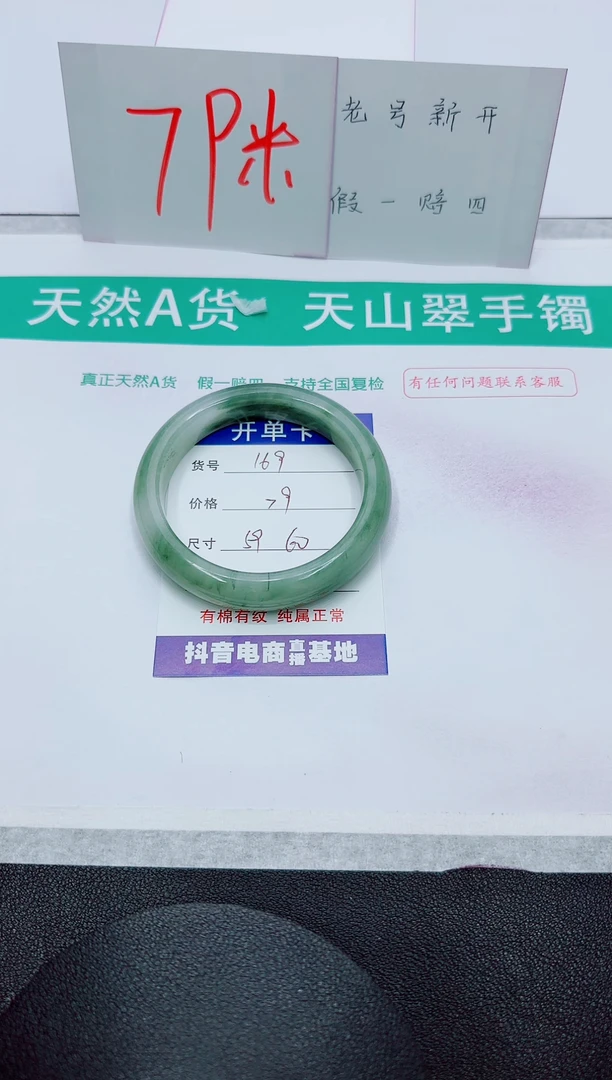 7P米
老号新开
假一赔四
天然A货 天山翠手镯
真正天然A货 假一赔四 支持全国复检 有任何问题联系客服
开单卡
货号 169
价格 79
尺寸 59 60
有棉有纹 纯属正常
抖音电商直播基地